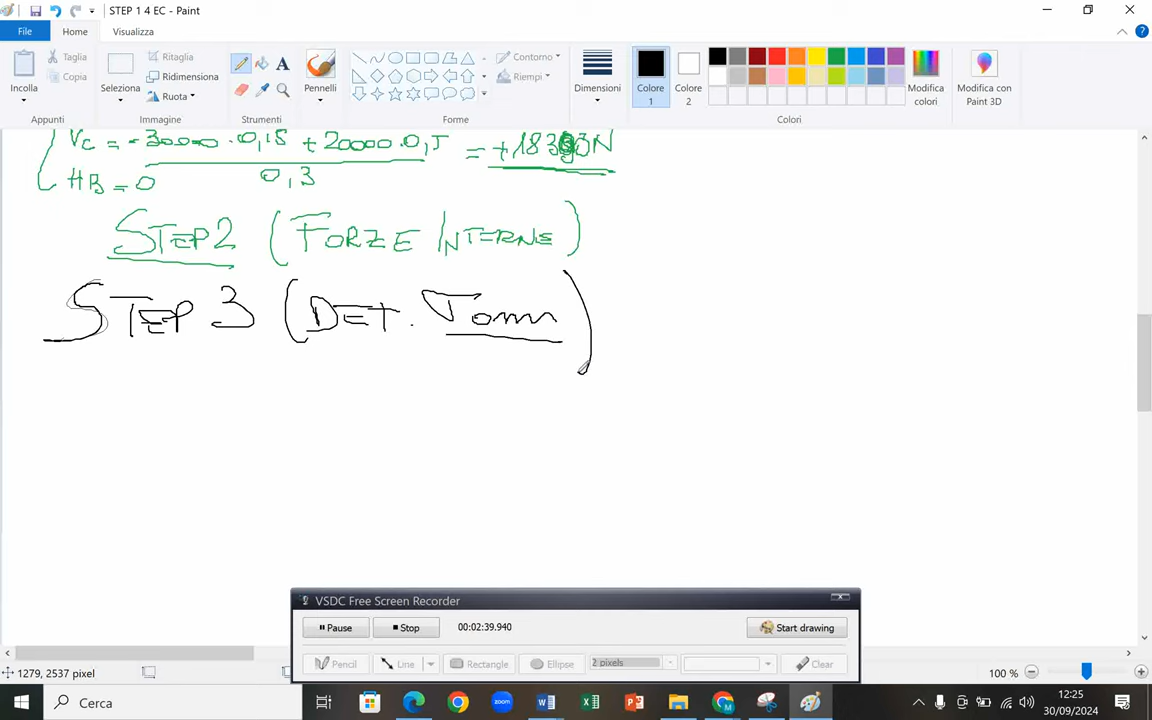 STEP 1 4 EC - Paint
File
Home
Visualizza
Incolla
Taglia
Copia
Appunti
Seleziona
Ritaglia
Ridimensiona
Ruota
Immagine
Strumenti
Pennelli
Contorno
Riempi
Forme
Dimensioni
Colore 1
Colore 2
Modifica colori
Colori
Modifica con Paint 3D
Vc = -30000 · 0,15 + 20000 · 0,5
0,3
HB = 0
STEP 2 (FORZE INTERNE)
STEP 3 (DET.
VSDC Free Screen Recorder
Pause
Stop
00:02:39.940
Start drawing
Pencil
Line
Rectangle
Ellipse
2 pixels
Clear
1279, 2537 pixel
100 %
Cerca
12:25
30/09/2024